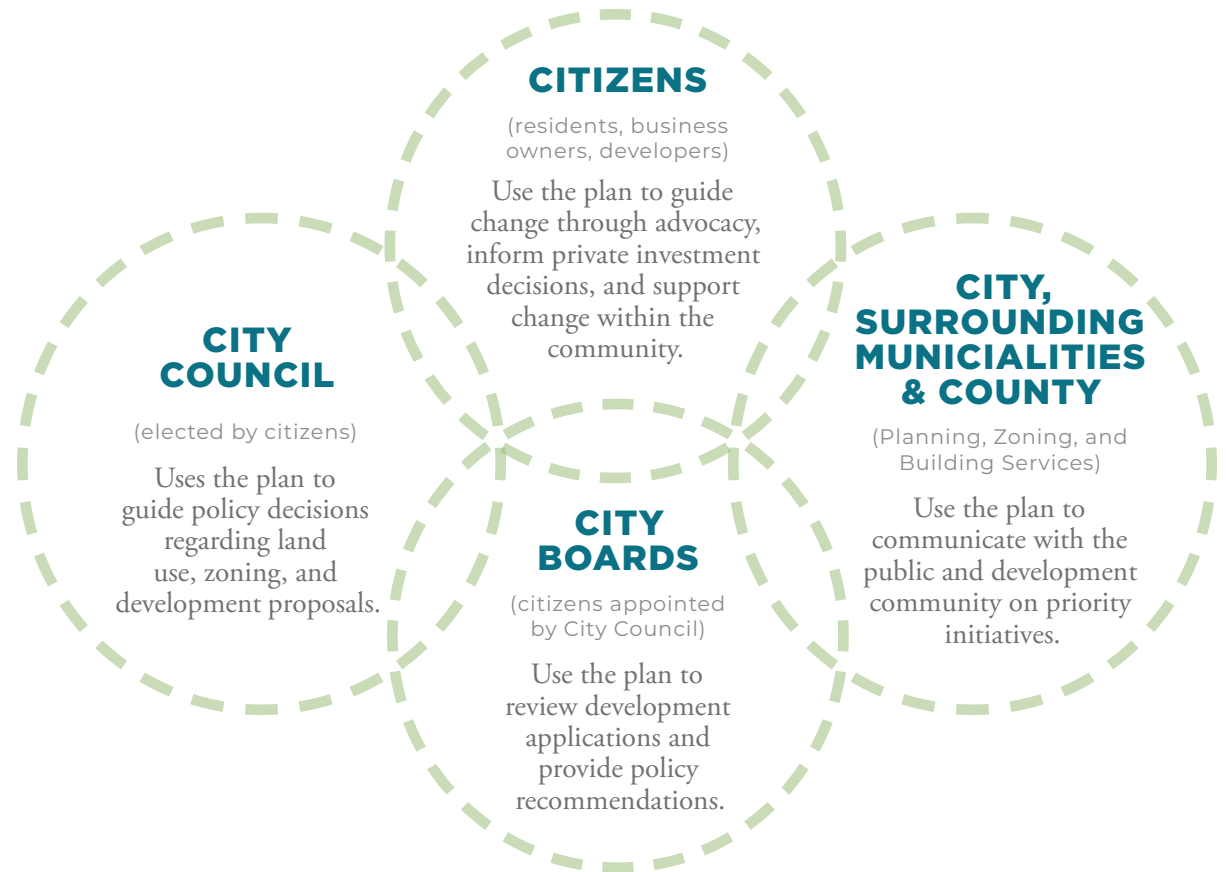 CITIZENS
(residents, business
owners, developers)
Use the plan to guide
change through advocacy,
inform private investment
decisions, and support
change within the
community.
CITY
COUNCIL
(elected by citizens)
Uses the plan to
guide policy decisions
regarding land
use, zoning, and
development proposals.
CITY,
SURROUNDING
MUNICIALITIES
& COUNTY
(Planning, Zoning, and
Building Services)
Use the plan to
communicate with the
public and development
community on priority
initiatives.
CITY
BOARDS
(citizens appointed
by City Council)
Use the plan to
review development
applications and
provide policy
recommendations.